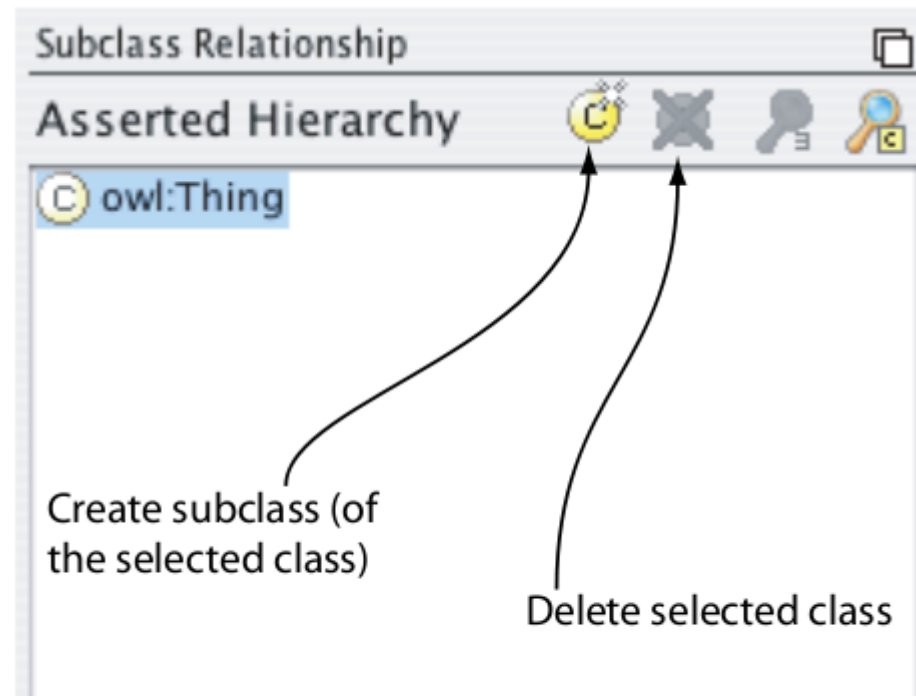 Subclass Relationship
Asserted Hierarchy
C
C
C owl:Thing
Create subclass (of
the selected class)
Delete selected class